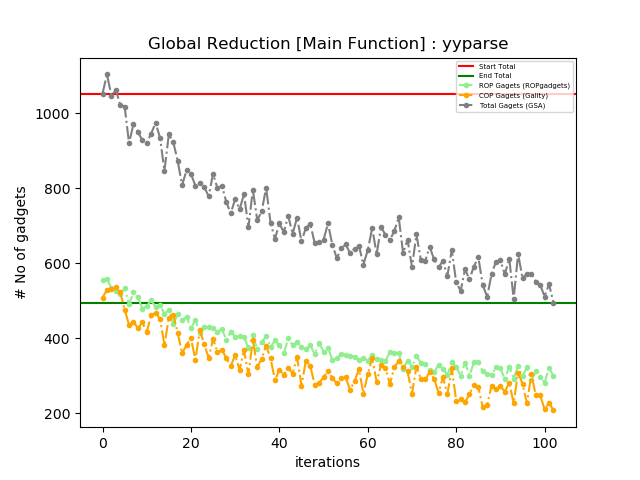 Global Reduction [Main Function] : yyparse
Start Total
End Total
ROP Gagets (ROPgadgets)
COP Gagets (Gality)
Total Gagets (GSA)
# No of gadgets
1000
800
600
400
200
0 20 40 60 80 100
iterations